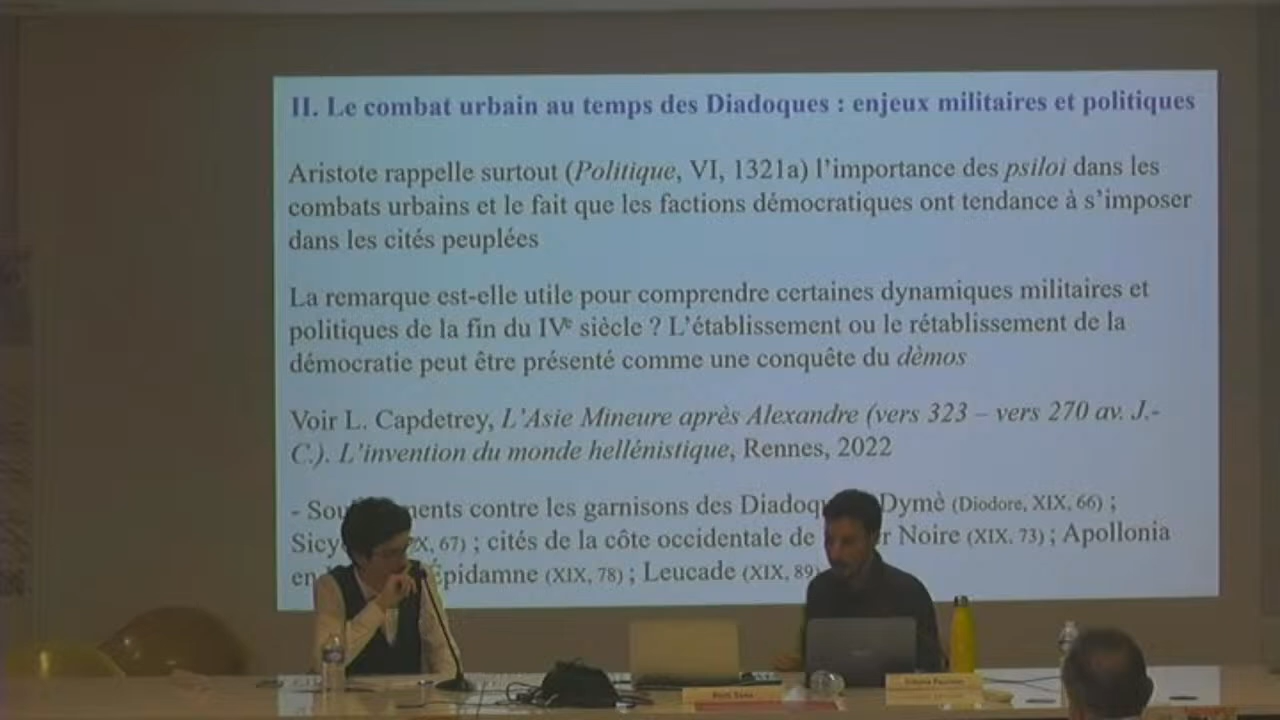 II. Le combat urbain au temps des Diadoques : enjeux militaires et politiques
Aristote rappelle surtout (Politique, VI, 1321a) l'importance des psiloi dans les
combats urbains et le fait que les factions démocratiques ont tendance à s'imposer
dans les cités peuplées
La remarque est-elle utile pour comprendre certaines dynamiques militaires et
politiques de la fin du IVe siècle ? L'établissement ou le rétablissement de la
démocratie peut être présenté comme une conquête du dèmos
Voir L. Capdetrey, L'Asie Mineure après Alexandre (vers 323 – vers 270 av. J.-
C.). L'invention du monde hellénistique, Rennes, 2022
- Sou ments contre les garnisons des Diadoq Dymè (Diodore, XIX, 66) ;
Sicy X, 67) ; cités de la côte occidentale de r Noire (XIX, 73) ; Apollonia
en Épidamne (XIX, 78) ; Leucade (XIX, 89)